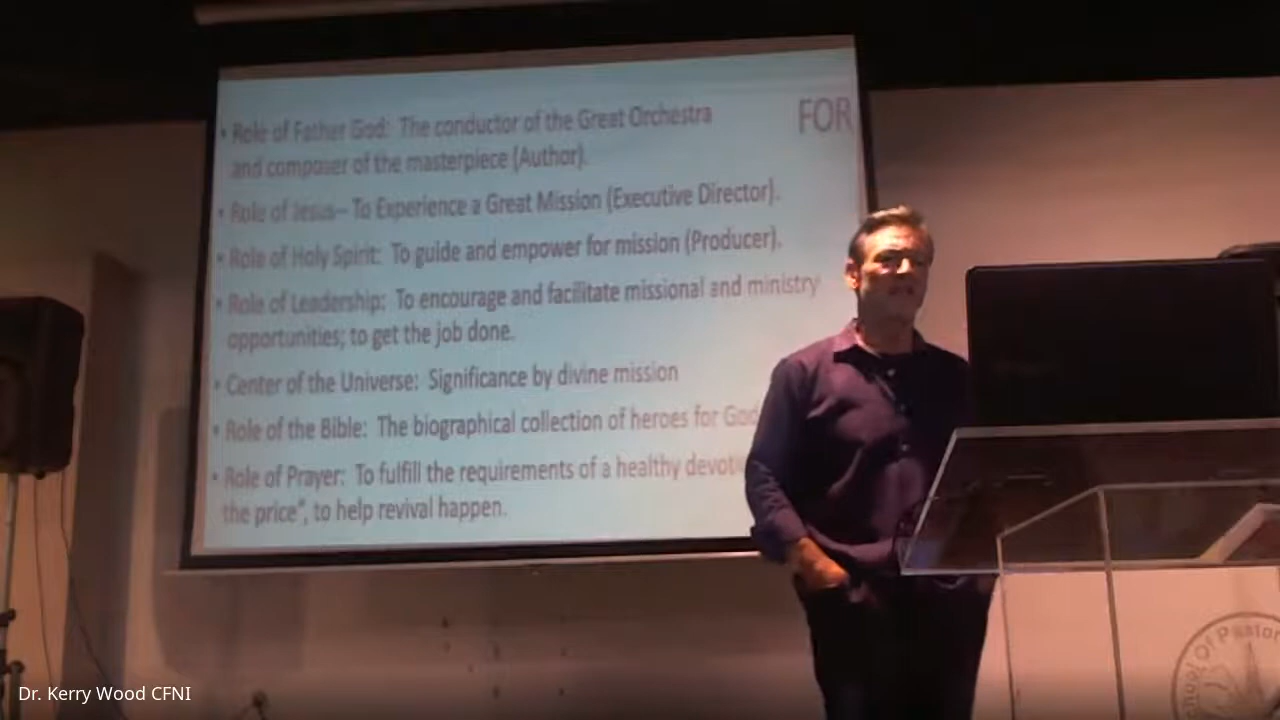 FOR
• Role of Father God: The conductor of the Great Orchestra
and composer of the masterpiece (Author).
• Role of Jesus– To Experience a Great Mission (Executive Director).
• Role of Holy Spirit: To guide and empower for mission (Producer).
• Role of Leadership: To encourage and facilitate missional and ministry
opportunities; to get the job done.
• Center of the Universe: Significance by divine mission
• Role of the Bible: The biographical collection of heroes for God
• Role of Prayer: To fulfill the requirements of a healthy devoti
the price", to help revival happen.
Of Pastor
Dr. Kerry Wood CFNI